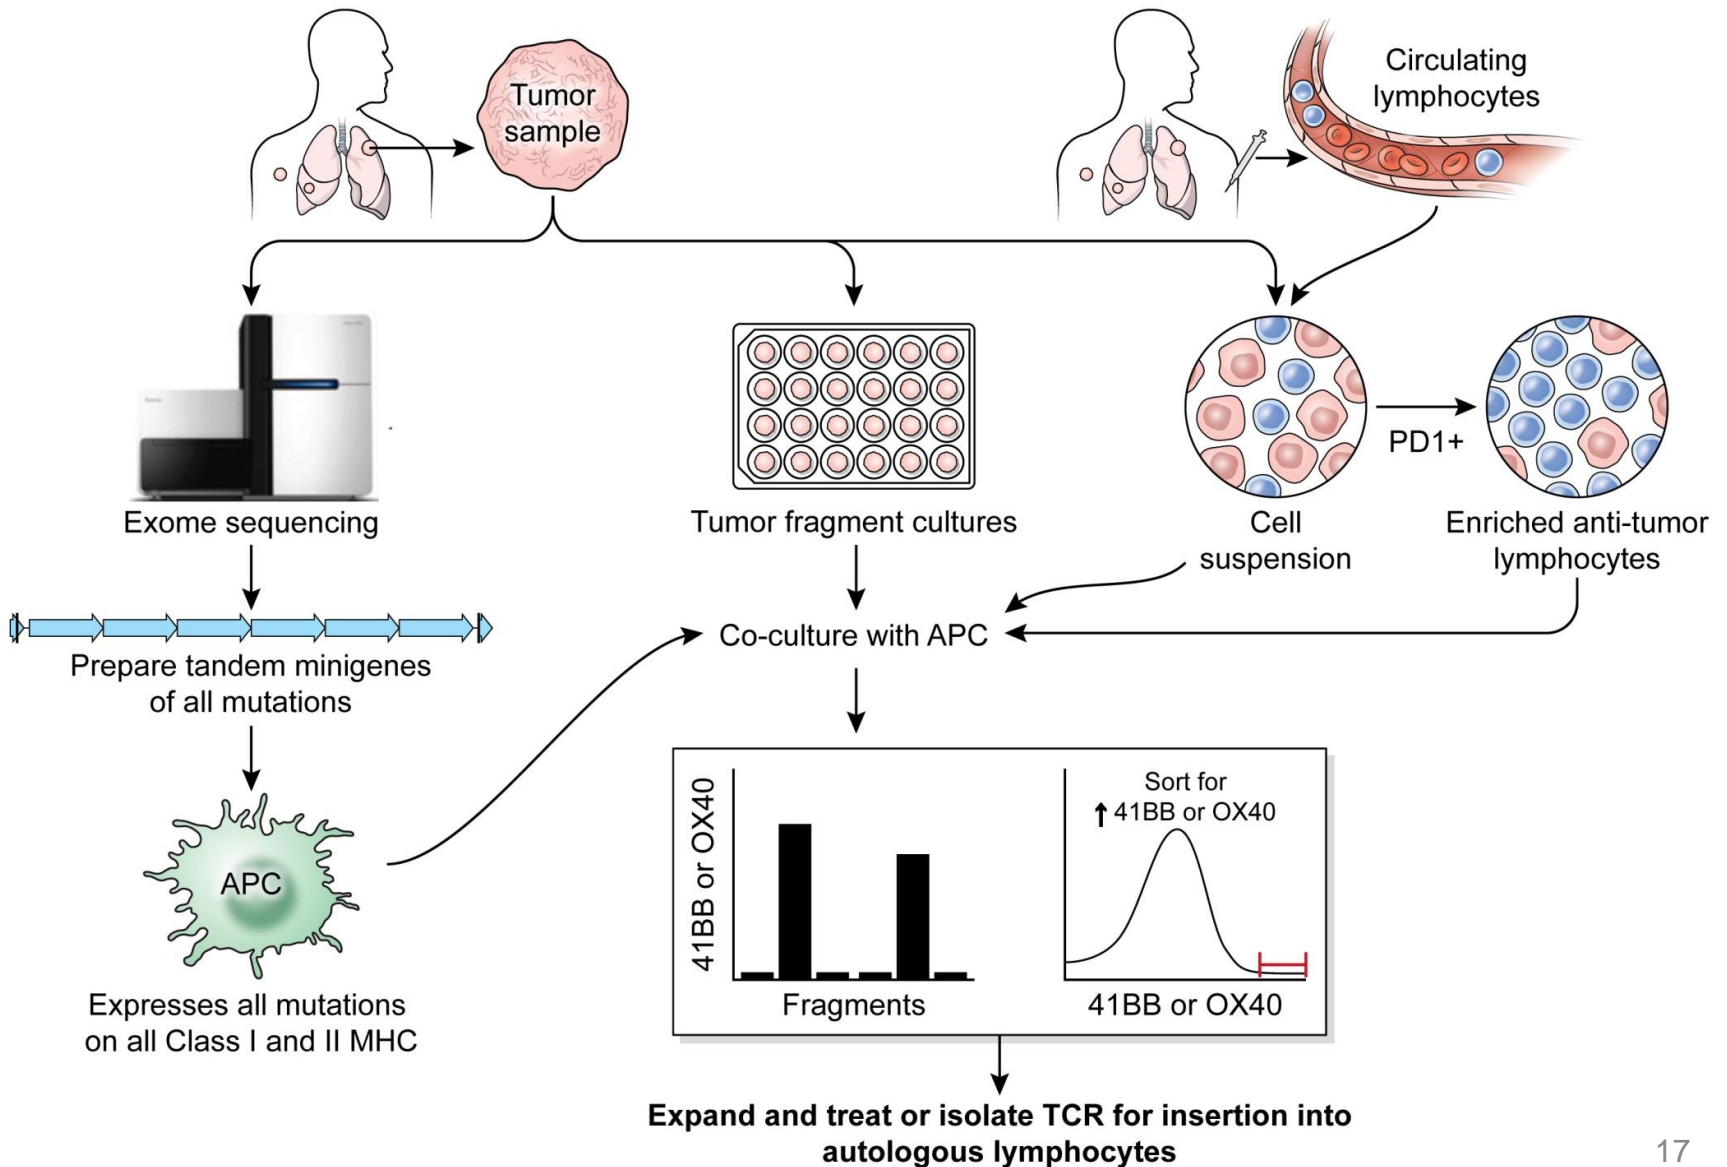 Tumor
sample
Circulating
lymphocytes
Exome sequencing
Tumor fragment cultures
Cell
suspension
PD1+
Enriched anti-tumor
lymphocytes
Prepare tandem minigenes
of all mutations
Co-culture with APC
APC
Expresses all mutations
on all Class I and II MHC
41BB or OX40
Fragments
Sort for
↑ 41BB or OX40
41BB or OX40
Expand and treat or isolate TCR for insertion into
autologous lymphocytes
17